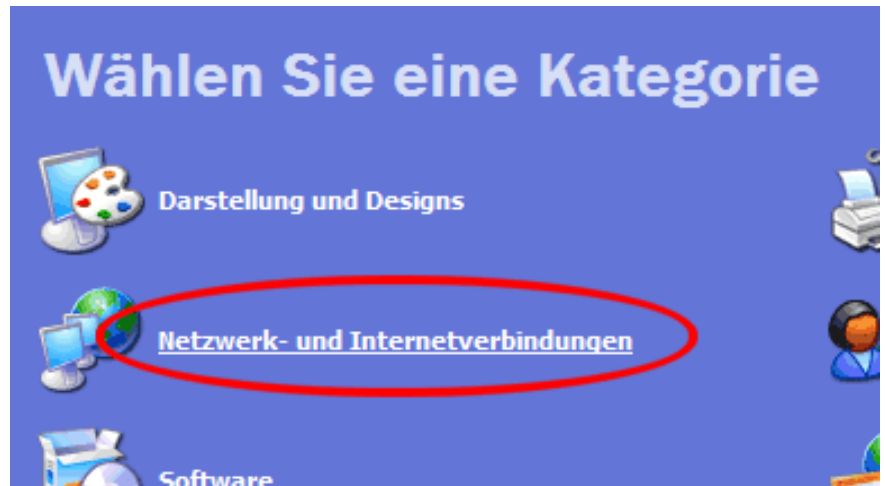 Wählen Sie eine Kategorie
Darstellung und Designs
Netzwerk- und Internetverbindungen
Software